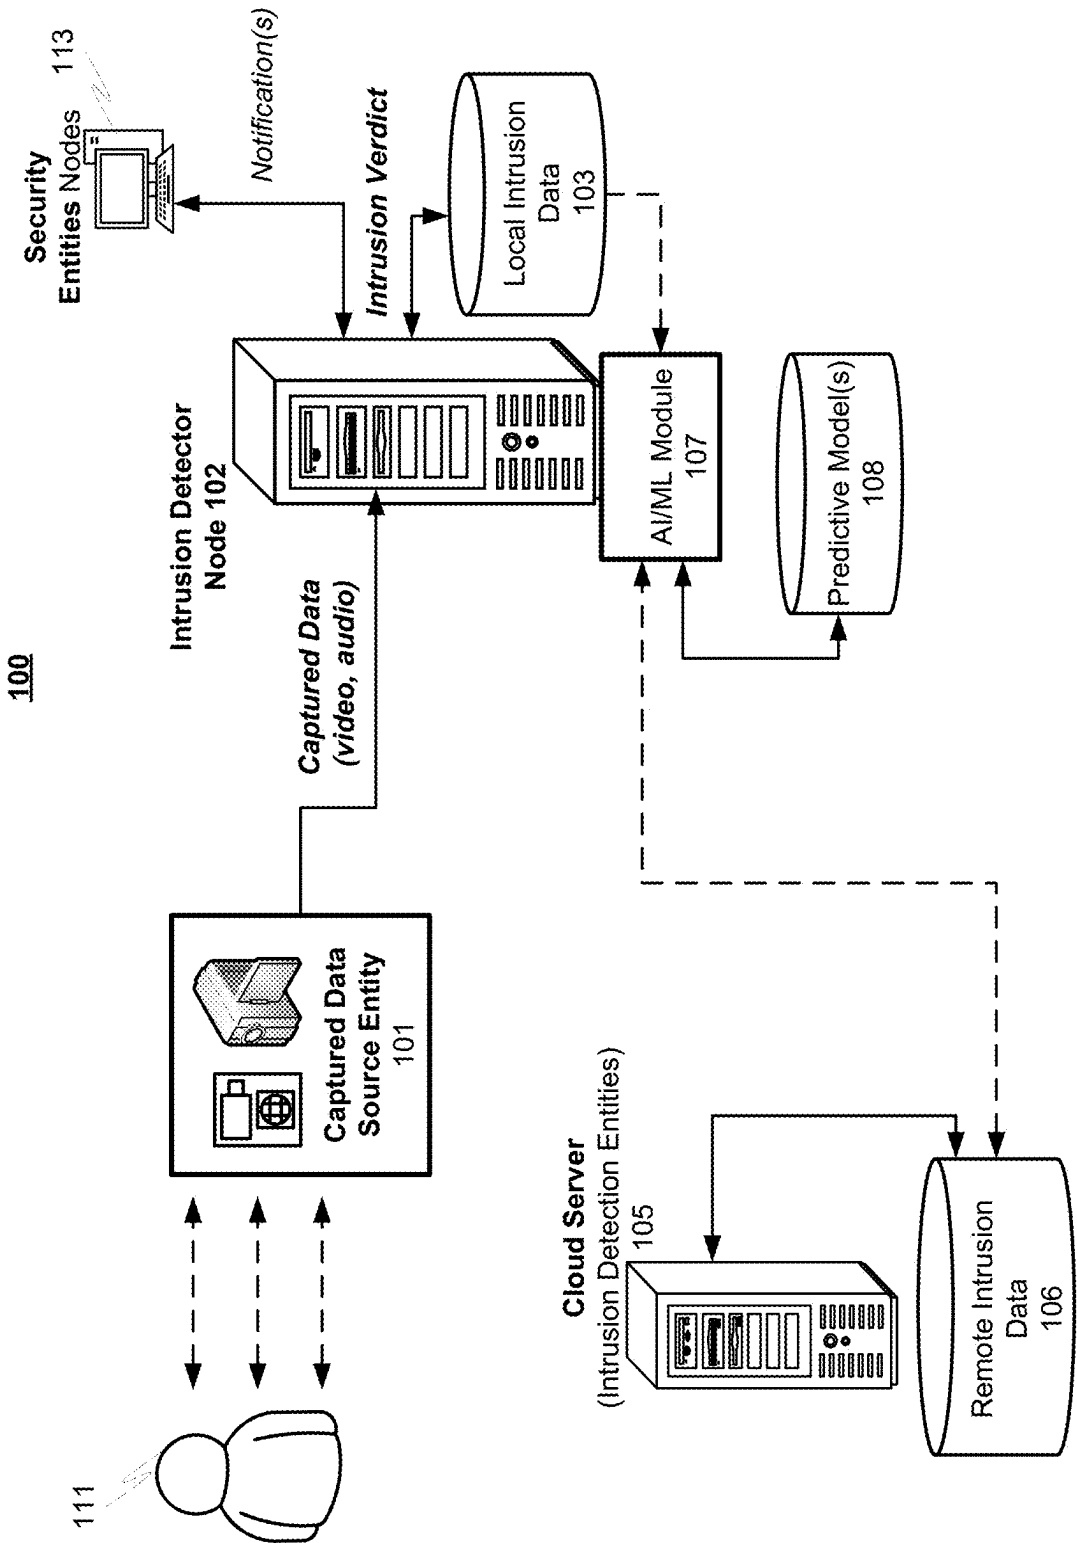 100
111
Captured Data
Source Entity
101
Captured Data
(video, audio)
Intrusion Detector
Node 102
Security
Entities Nodes
113
Notification(s)
Intrusion Verdict
Local Intrusion
Data
103
AI/ML Module
107
Predictive Model(s)
108
Cloud Server
(Intrusion Detection Entities)
105
Remote Intrusion
Data
106